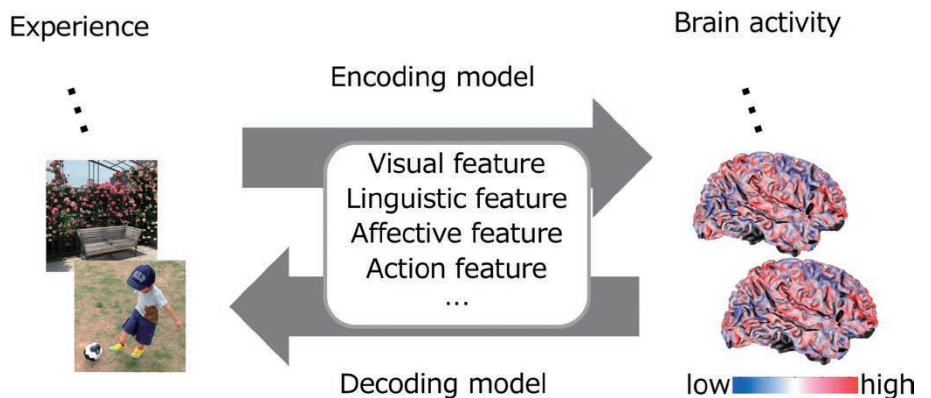 Experience
Brain activity
Encoding model
Visual feature
Linguistic feature
Affective feature
Action feature
...
Decoding model
low
high